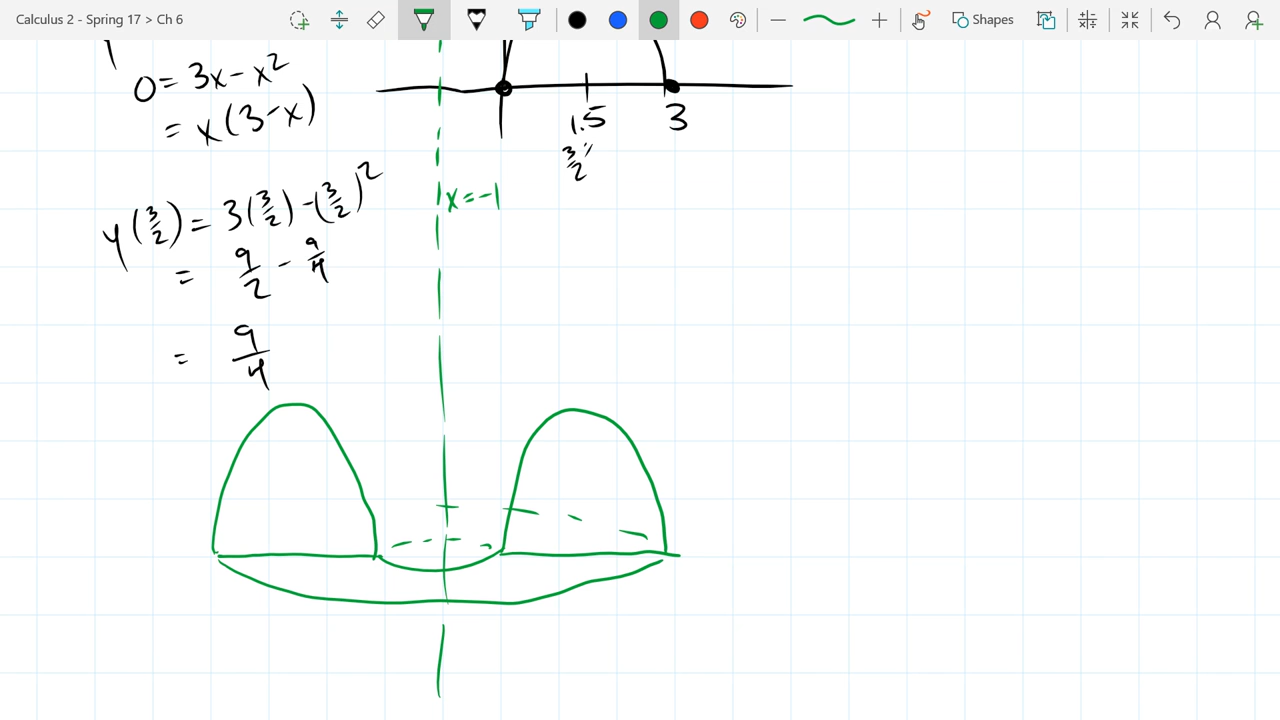 Calculus 2 - Spring 17 > Ch 6
Shapes
0 = 3x - x²
= x(3-x)
1.5
3
3/2
x = -1
y(3/2) = 3(3/2) - (3/2)²
= 9/2 - 9/4
= 9/4